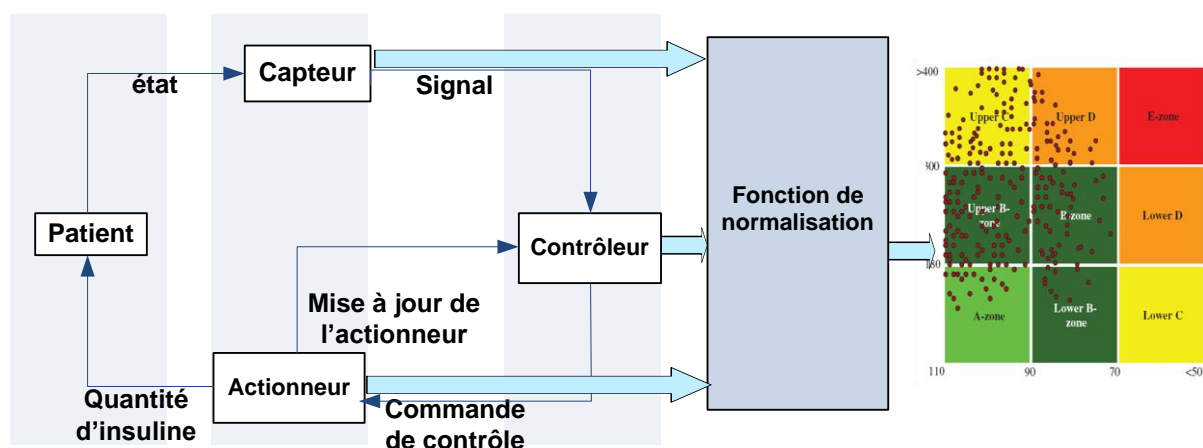 Capteur
état
Signal
Patient
Contrôleur
Mise à jour de
l’actionneur
Actionneur
Quantité
d’insuline
Commande
de contrôle
Fonction de
normalisation
>400
Upper C
Upper D
E-zone
300
Upper B-
zone
B-zone
Lower D
180
A-zone
Lower B-
zone
Lower C
110
90
70
<50